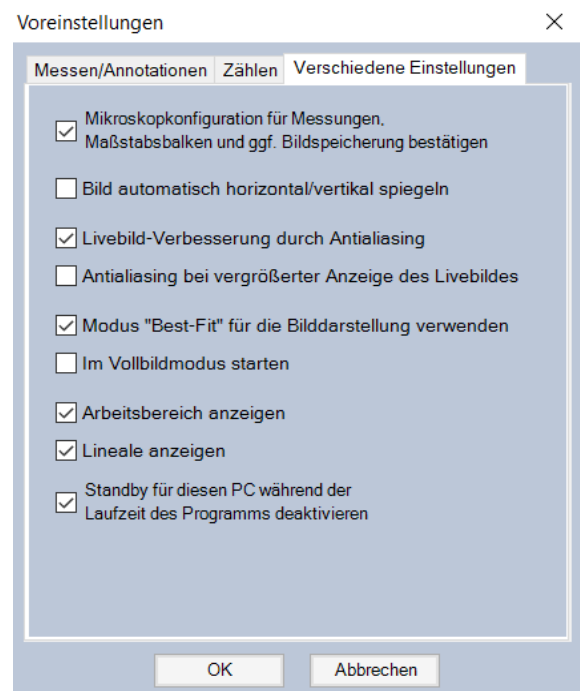 Voreinstellungen
Messen/Annotationen Zählen Verschiedene Einstellungen
Mikroskopkonfiguration für Messungen,
Maßstabsbalken und ggf. Bildspeicherung bestätigen
Bild automatisch horizontal/vertikal spiegeln
Livebild-Verbesserung durch Antialiasing
Antialiasing bei vergrößerter Anzeige des Livebildes
Modus "Best-Fit" für die Bilddarstellung verwenden
Im Vollbildmodus starten
Arbeitsbereich anzeigen
Lineale anzeigen
Standby für diesen PC während der
Laufzeit des Programms deaktivieren
OK Abbrechen